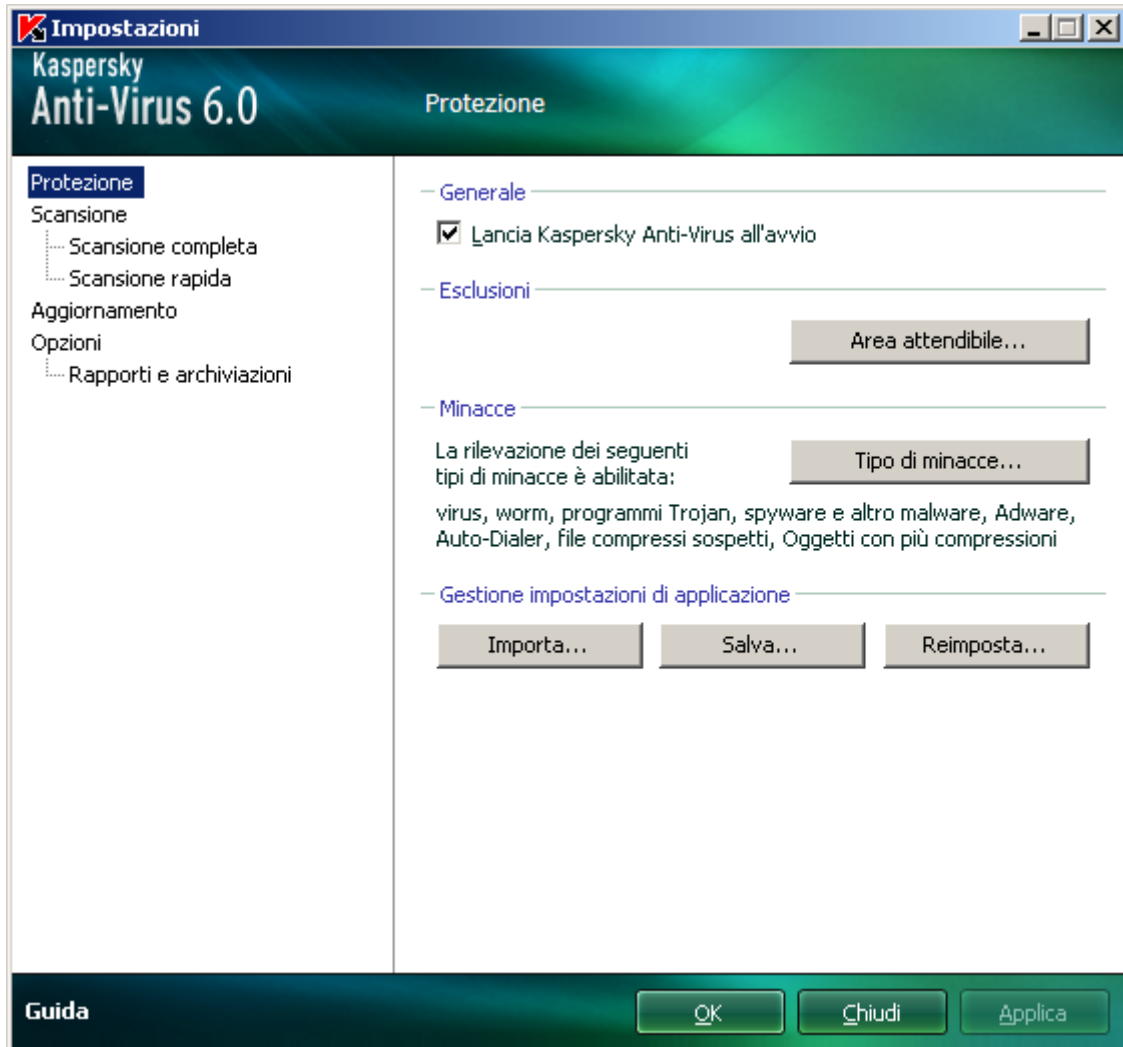 Impostazioni
Kaspersky
Anti-Virus 6.0
Protezione
Protezione
Scansione
Scansione completa
Scansione rapida
Aggiornamento
Opzioni
Rapporti e archiviazioni
Generale
Lancia Kaspersky Anti-Virus all'avvio
Esclusioni
Area attendibile...
Minacce
La rilevazione dei seguenti
tipi di minacce è abilitata:
Tipo di minacce...
virus, worm, programmi Trojan, spyware e altro malware, Adware,
Auto-Dialer, file compressi sospetti, Oggetti con più compressioni
Gestione impostazioni di applicazione
Importa...
Salva...
Reimposta...
Guida
OK
Chiudi
Applica